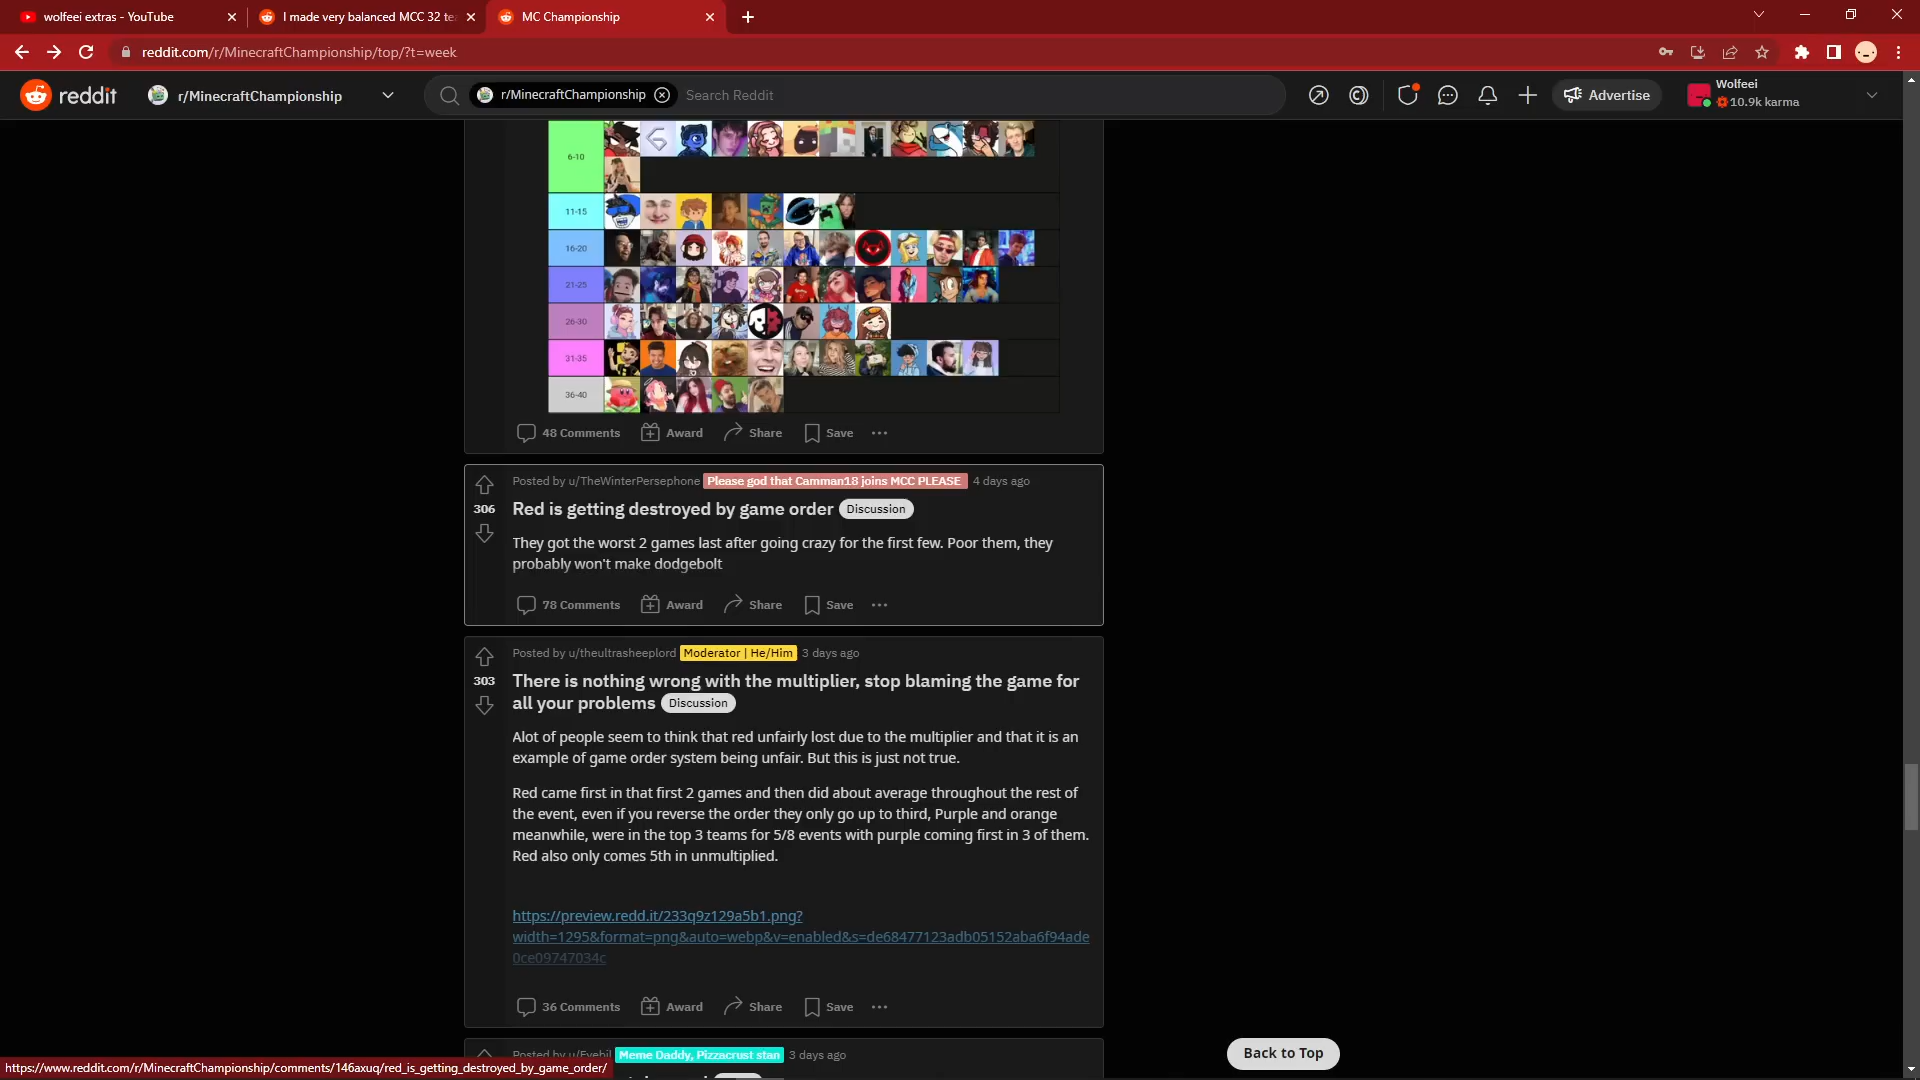 wolfeei extras - YouTube
I made very balanced MCC 32 te
MC Championship
reddit.com/r/MinecraftChampionship/top/?t=week
reddit
r/MinecraftChampionship
r/MinecraftChampionship
Search Reddit
Advertise
Wolfeei
10.9k karma
6-10
11-15
16-20
21-25
26-30
31-35
36-40
48 Comments Award Share Save
306
Posted by u/TheWinterPersephone Please god that Camman18 joins MCC PLEASE 4 days ago
Red is getting destroyed by game order Discussion
They got the worst 2 games last after going crazy for the first few. Poor them, they
probably won't make dodgebolt
78 Comments Award Share Save
303
Posted by u/theultrasheeplord Moderator | He/Him 3 days ago
There is nothing wrong with the multiplier, stop blaming the game for
all your problems Discussion
Alot of people seem to think that red unfairly lost due to the multiplier and that it is an
example of game order system being unfair. But this is just not true.
Red came first in that first 2 games and then did about average throughout the rest of
the event, even if you reverse the order they only go up to third, Purple and orange
meanwhile, were in the top 3 teams for 5/8 events with purple coming first in 3 of them.
Red also only comes 5th in unmultiplied.
https://preview.redd.it/233q9z129a5b1.png?
width=1295&format=png&auto=webp&v=enabled&s=de68477123adb05152aba6f94ade
0ce09747034c
36 Comments Award Share Save
Back to Top
Posted by Meme Daddy, Pizzacrust stan 3 days ago
https://www.reddit.com/r/MinecraftChampionship/comments/146axuq/red_is_getting_destroyed_by_game_order/